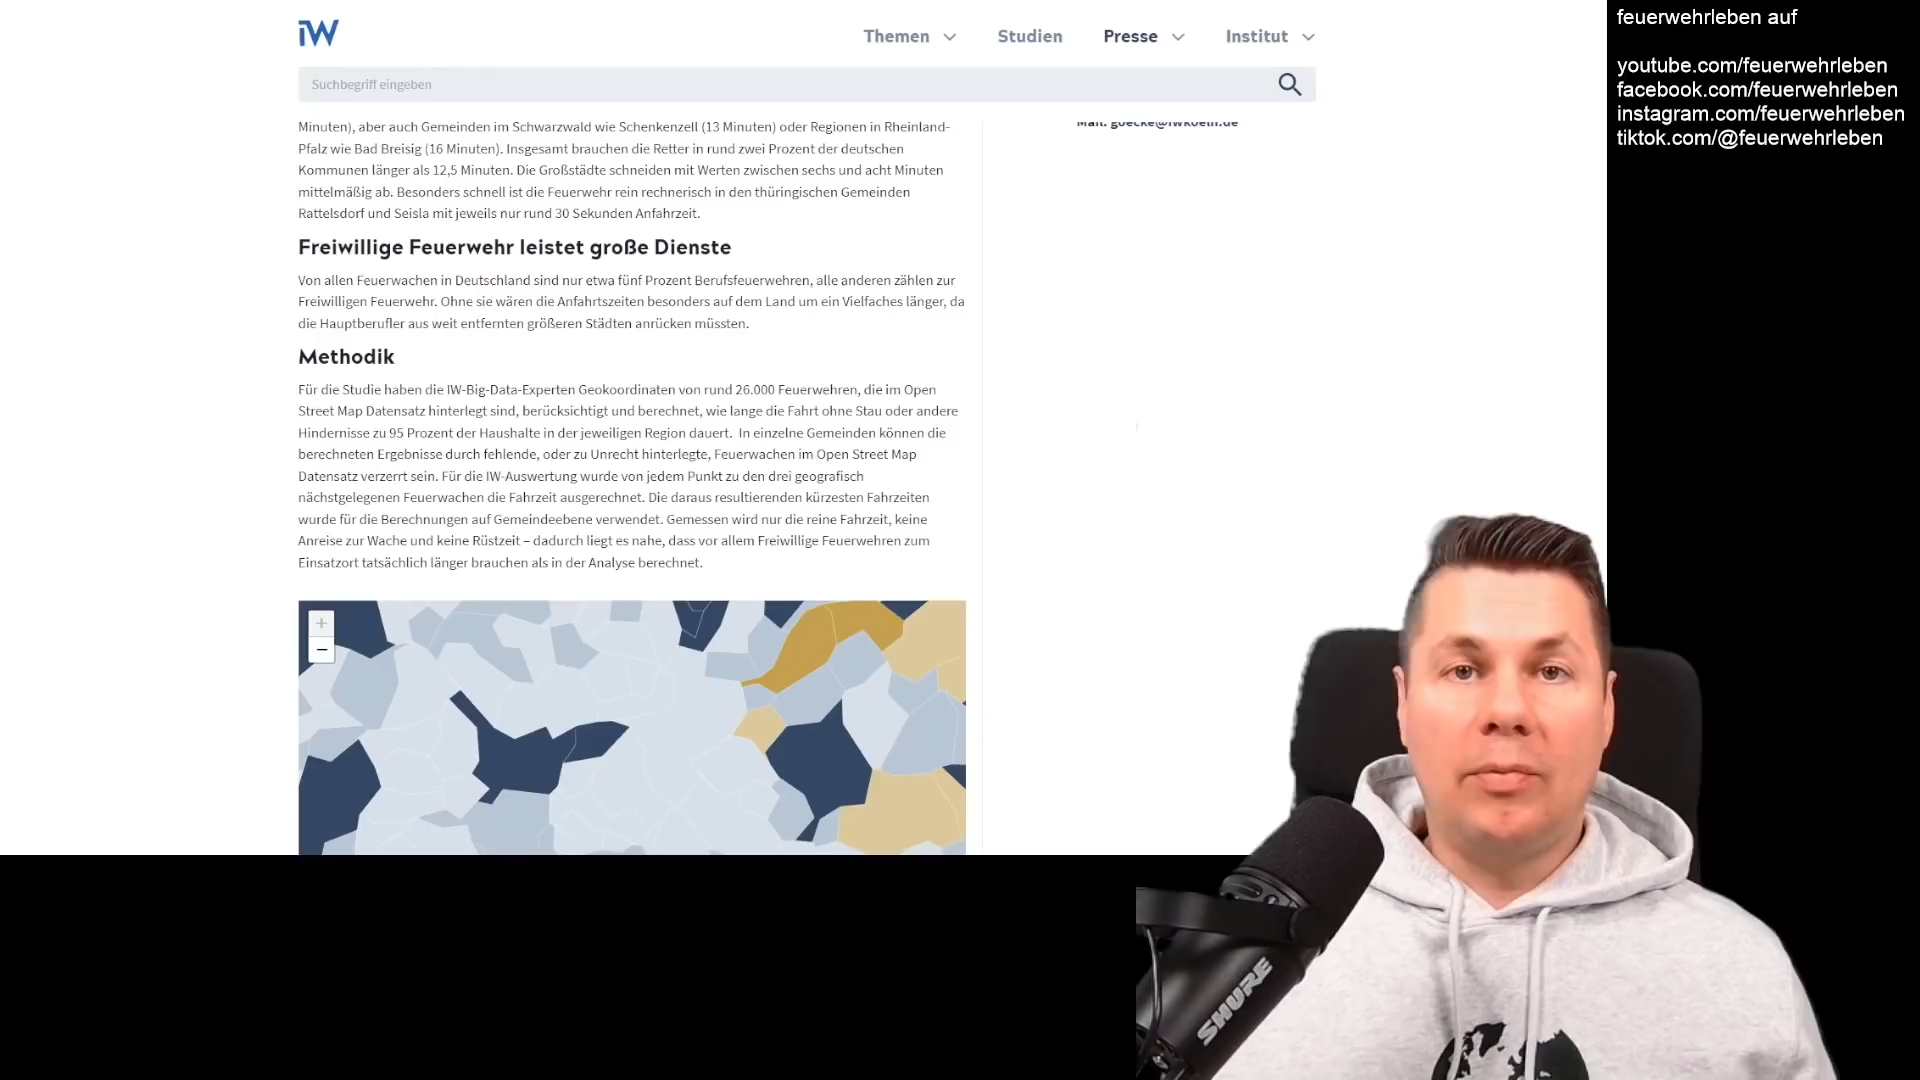 iW
Themen
Studien
Presse
Institut
Suchbegriff eingeben
feuerwehrleben auf
youtube.com/feuerwehrleben
facebook.com/feuerwehrleben
instagram.com/feuerwehrleben
tiktok.com/@feuerwehrleben
Minuten), aber auch Gemeinden im Schwarzwald wie Schenkenzell (13 Minuten) oder Regionen in Rheinland-
Pfalz wie Bad Breisig (16 Minuten). Insgesamt brauchen die Retter in rund zwei Prozent der deutschen
Kommunen länger als 12,5 Minuten. Die Großstädte schneiden mit Werten zwischen sechs und acht Minuten
mittelmäßig ab. Besonders schnell ist die Feuerwehr rein rechnerisch in den thüringischen Gemeinden
Rattelsdorf und Seisla mit jeweils nur rund 30 Sekunden Anfahrzeit.
Mail: goecke@iwkoeln.de
Freiwillige Feuerwehr leistet große Dienste
Von allen Feuerwachen in Deutschland sind nur etwa fünf Prozent Berufsfeuerwehren, alle anderen zählen zur
Freiwilligen Feuerwehr. Ohne sie wären die Anfahrtszeiten besonders auf dem Land um ein Vielfaches länger, da
die Hauptberufler aus weit entfernten größeren Städten anrücken müssten.
Methodik
Für die Studie haben die IW-Big-Data-Experten Geokoordinaten von rund 26.000 Feuerwehren, die im Open
Street Map Datensatz hinterlegt sind, berücksichtigt und berechnet, wie lange die Fahrt ohne Stau oder andere
Hindernisse zu 95 Prozent der Haushalte in der jeweiligen Region dauert.  In einzelne Gemeinden können die
berechneten Ergebnisse durch fehlende, oder zu Unrecht hinterlegte, Feuerwachen im Open Street Map
Datensatz verzerrt sein. Für die IW-Auswertung wurde von jedem Punkt zu den drei geografisch
nächstgelegenen Feuerwachen die Fahrzeit ausgerechnet. Die daraus resultierenden kürzesten Fahrzeiten
wurde für die Berechnungen auf Gemeindeebene verwendet. Gemessen wird nur die reine Fahrzeit, keine
Anreise zur Wache und keine Rüstzeit – dadurch liegt es nahe, dass vor allem Freiwillige Feuerwehren zum
Einsatzort tatsächlich länger brauchen als in der Analyse berechnet.
+
−
SHURE